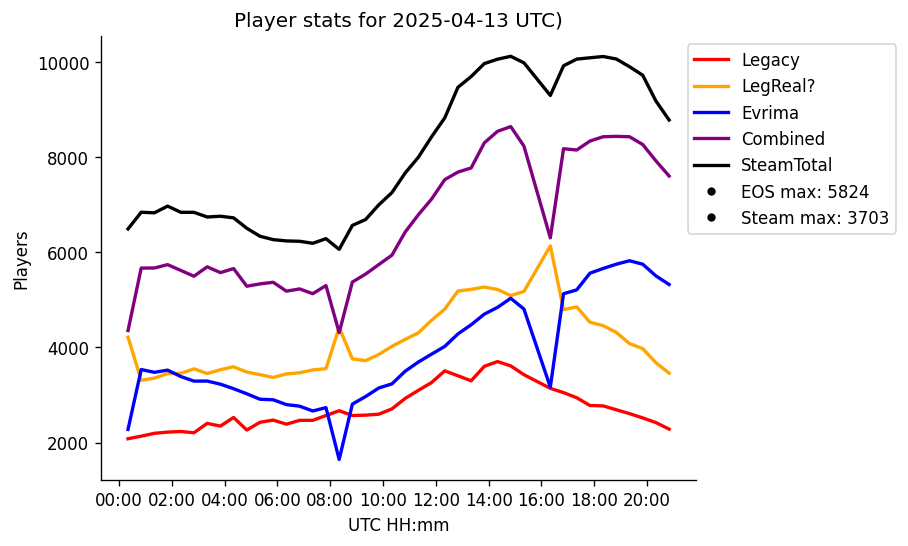 Player stats for 2025-04-13 UTC)
Legacy
LegReal?
Evrima
Combined
SteamTotal
EOS max: 5824
Steam max: 3703
10000
8000
6000
4000
2000
Players
00:00 02:00 04:00 06:00 08:00 10:00 12:00 14:00 16:00 18:00 20:00
UTC HH:mm